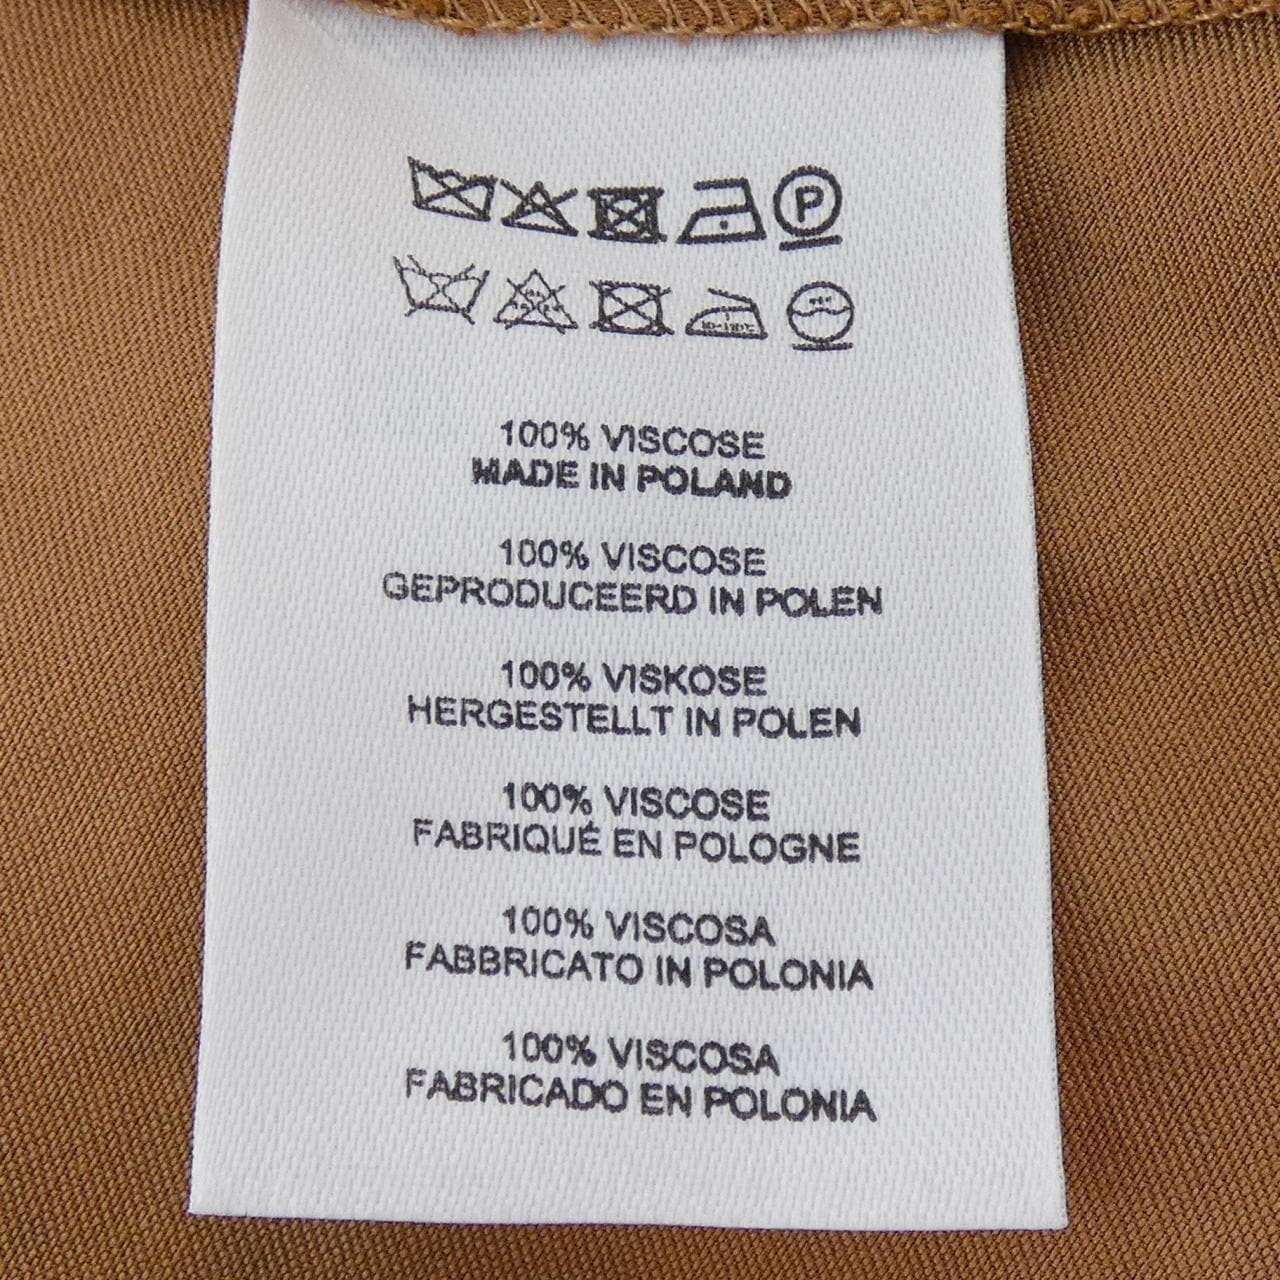 P
100% VISCOSE
MADE IN POLAND
100% VISCOSE
GEPRODUCEERD IN POLEN
100% VISKOSE
HERGESTELLT IN POLEN
100% VISCOSE
FABRIQUÉ EN POLOGNE
100% VISCOSA
FABBRICATO IN POLONIA
100% VISCOSA
FABRICADO EN POLONIA